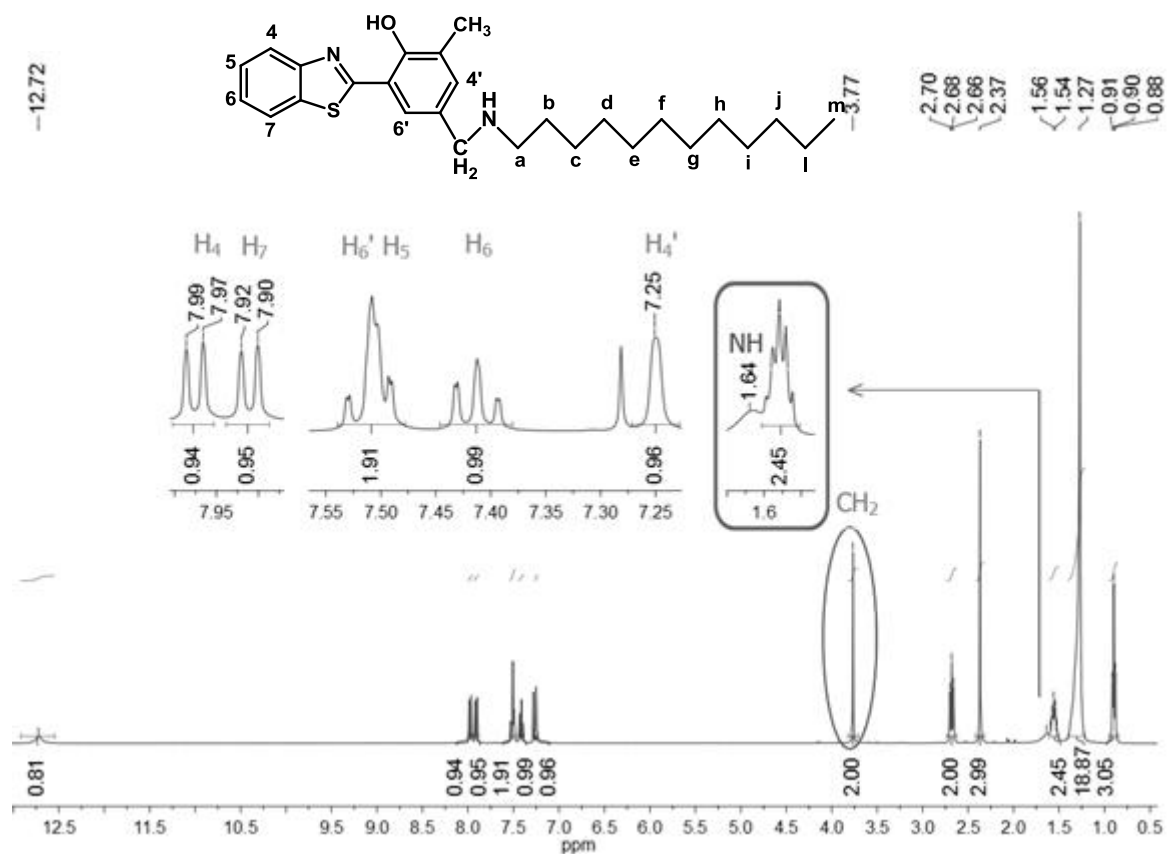 HO
CH3
4
5
6
7
N
S
4'
6'
H
N
C
H2
a
b
c
d
e
f
g
h
i
j
l
m
–12.72
–3.77
2.70
2.68
2.66
2.37
1.56
1.54
1.27
0.91
0.90
0.88
H4 H7 H6' H5 H6 H4'
7.99
7.97
7.92
7.90
7.25
NH
1.64
0.94 0.95 1.91 0.99 0.96 2.45
7.95 7.55 7.50 7.45 7.40 7.35 7.30 7.25 1.6
CH2
0.81 0.94 0.95 1.91 0.99 0.96 2.00 2.00 2.99 2.45 18.87 3.05
12.5 11.5 10.5 9.5 9.0 8.5 8.0 7.5 7.0 6.5 6.0 5.5 5.0 4.5 4.0 3.5 3.0 2.5 2.0 1.5 1.0 0.5
ppm